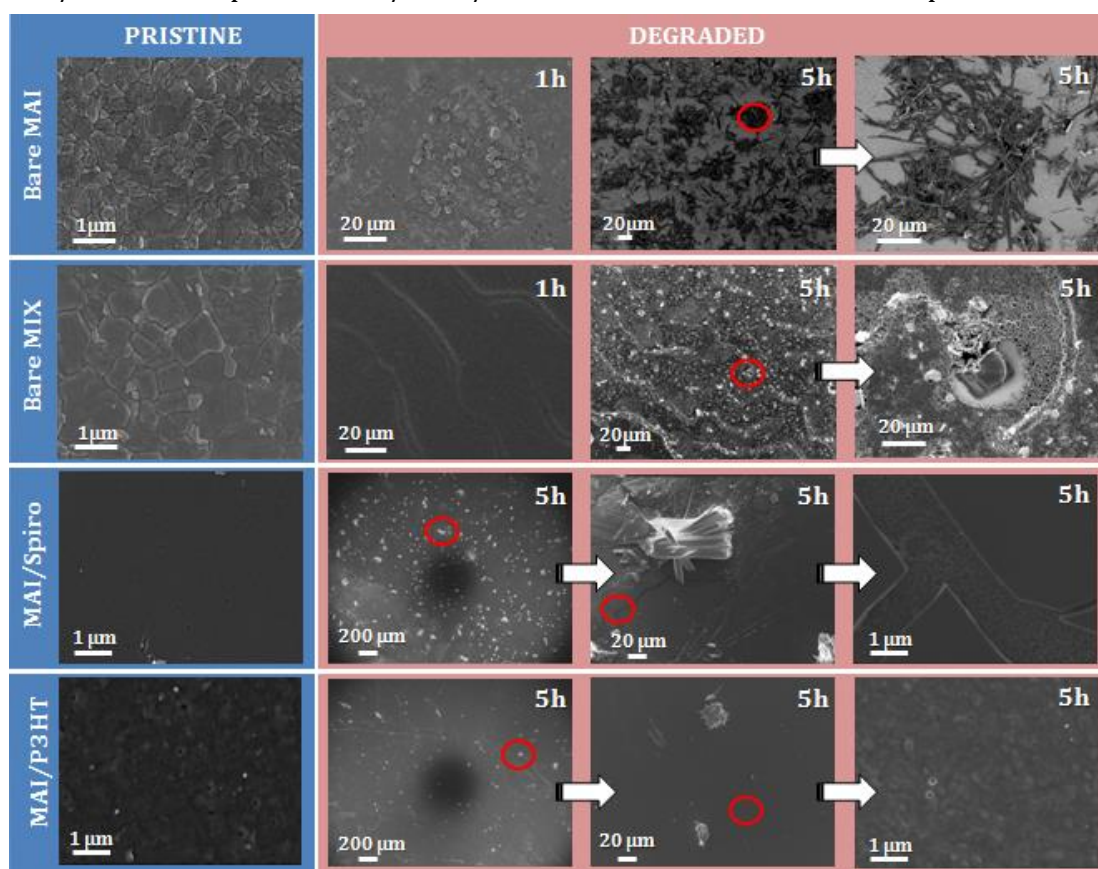 PRISTINE
DEGRADED
Bare MAI
1μm
1h
20 μm
5h
20μm
5h
20 μm
Bare MIX
1μm
1h
20 μm
5h
20μm
5h
20 μm
MAI/Spiro
1 μm
5h
200 μm
5h
20 μm
5h
1 μm
MAI/P3HT
1 μm
5h
200 μm
5h
20 μm
5h
1 μm